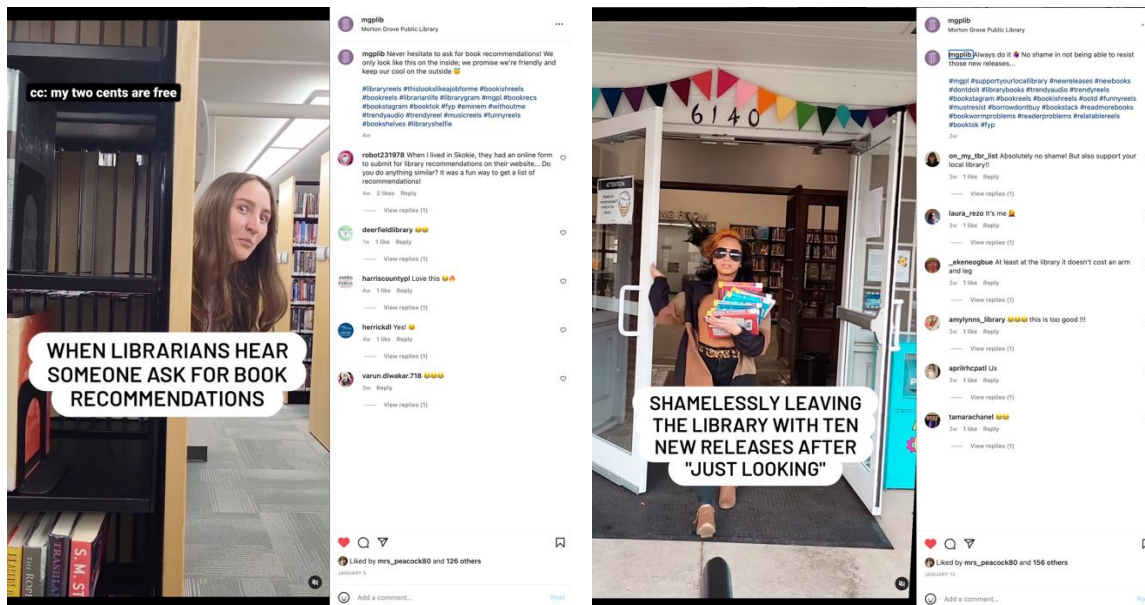 cc: my two cents are free
WHEN LIBRARIANS HEAR
SOMEONE ASK FOR BOOK
RECOMMENDATIONS
S. M. ST
mgplib
Morton Grove Public Library
mgplib Never hesitate to ask for book recommendations! We
only look like this on the inside; we promise we're friendly and
keep our cool on the outside 😇
#libraryreels #thislookslikeajobforme #bookishreels
#bookreels #librarianlife #librarygram #mgpl #bookrecs
#bookstagram #booktok #fyp #eminem #withoutme
#trendyaudio #trendyreel #musicreels #funnyreels
#bookshelves #libraryshelfie
4w
robot231978 When I lived in Skokie, they had an online form
to submit for library recommendations on their website... Do
you do anything similar? It was a fun way to get a list of
recommendations!
4w 2 likes Reply
View replies (1)
deerfieldlibrary 😂😂
1w 1 like Reply
View replies (1)
harriscountypl Love this 😂🔥
4w 1 like Reply
View replies (1)
herrickdl Yes! 😆
4w 1 like Reply
View replies (1)
varun.diwakar.718 😂😂😂
3w Reply
View replies (1)
Liked by mrs_peacock80 and 126 others
JANUARY 5
Add a comment...
Post
6140
ATTENTION
SHAMELESSLY LEAVING
THE LIBRARY WITH TEN
NEW RELEASES AFTER
"JUST LOOKING"
mgplib
Morton Grove Public Library
mgplib Always do it 🤷‍♀️ No shame in not being able to resist
those new releases...
#mgpl #supportyourlocallibrary #newreleases #newbooks
#dontdoit #librarybooks #trendyaudio #trendyreels
#bookstagram #bookreels #bookishreels #ootd #funnyreels
#mustresist #borrowdontbuy #bookstack #readmorebooks
#bookwormproblems #readerproblems #relatablereels
#booktok #fyp
3w
on_my_tbr_list Absolutely no shame! But also support your
local library!!
3w 1 like Reply
View replies (1)
laura_rezo It's me 🤦‍♀️
3w 1 like Reply
View replies (1)
_ekeneogbue At least at the library it doesn't cost an arm
and leg
3w 1 like Reply
View replies (1)
amylynns_library 😂😂😂 this is too good !!!
3w 1 like Reply
View replies (1)
aprilrhcpatl Us
3w 1 like Reply
View replies (1)
tamarachanel 😂😂
3w 1 like Reply
View replies (1)
Liked by mrs_peacock80 and 156 others
JANUARY 12
Add a comment...